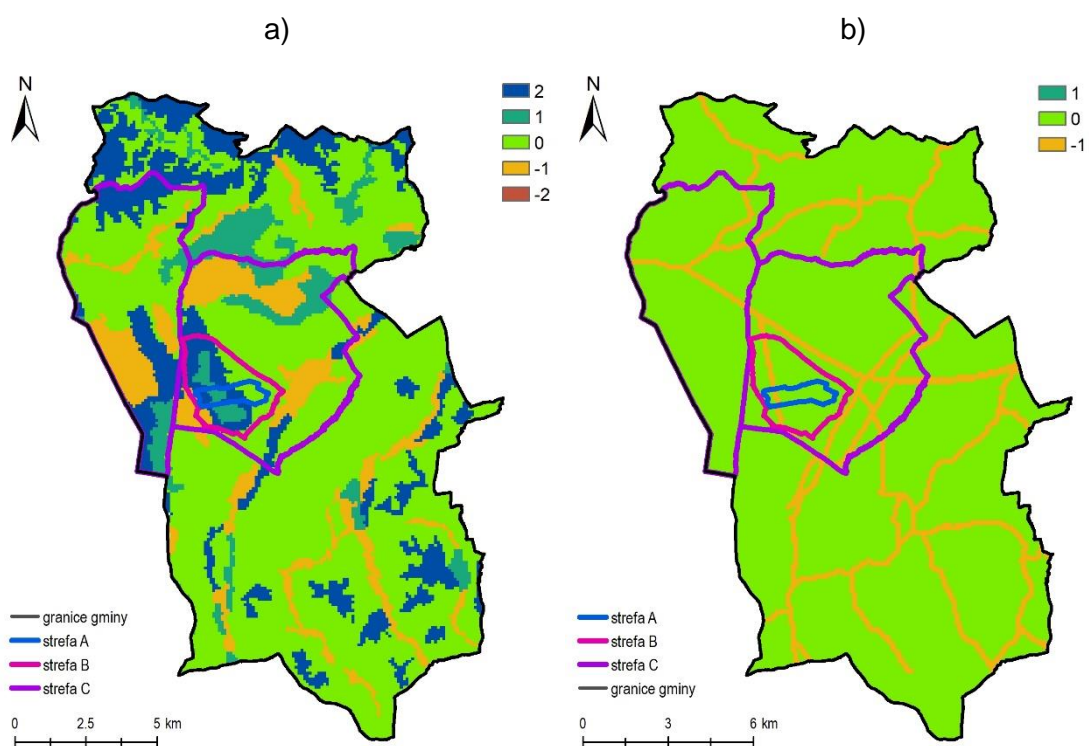 a)
N
2
1
0
-1
-2
granice gminy
strefa A
strefa B
strefa C
0 2.5 5 km
b)
N
1
0
-1
strefa A
strefa B
strefa C
granice gminy
0 3 6 km